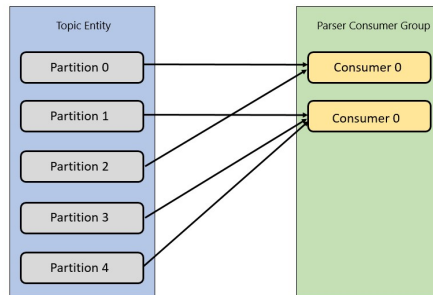 Topic Entity
Parser Consumer Group
Partition 0
Consumer 0
Partition 1
Consumer 0
Partition 2
Partition 3
Partition 4